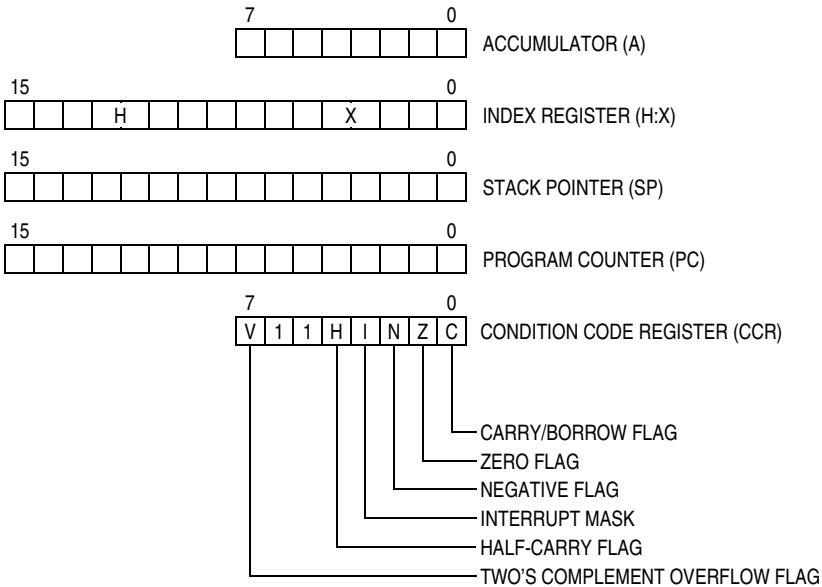 7 0
ACCUMULATOR (A)
15 0
H X INDEX REGISTER (H:X)
15 0
STACK POINTER (SP)
15 0
PROGRAM COUNTER (PC)
7 0
V 1 1 H I N Z C CONDITION CODE REGISTER (CCR)
CARRY/BORROW FLAG
ZERO FLAG
NEGATIVE FLAG
INTERRUPT MASK
HALF-CARRY FLAG
TWO'S COMPLEMENT OVERFLOW FLAG